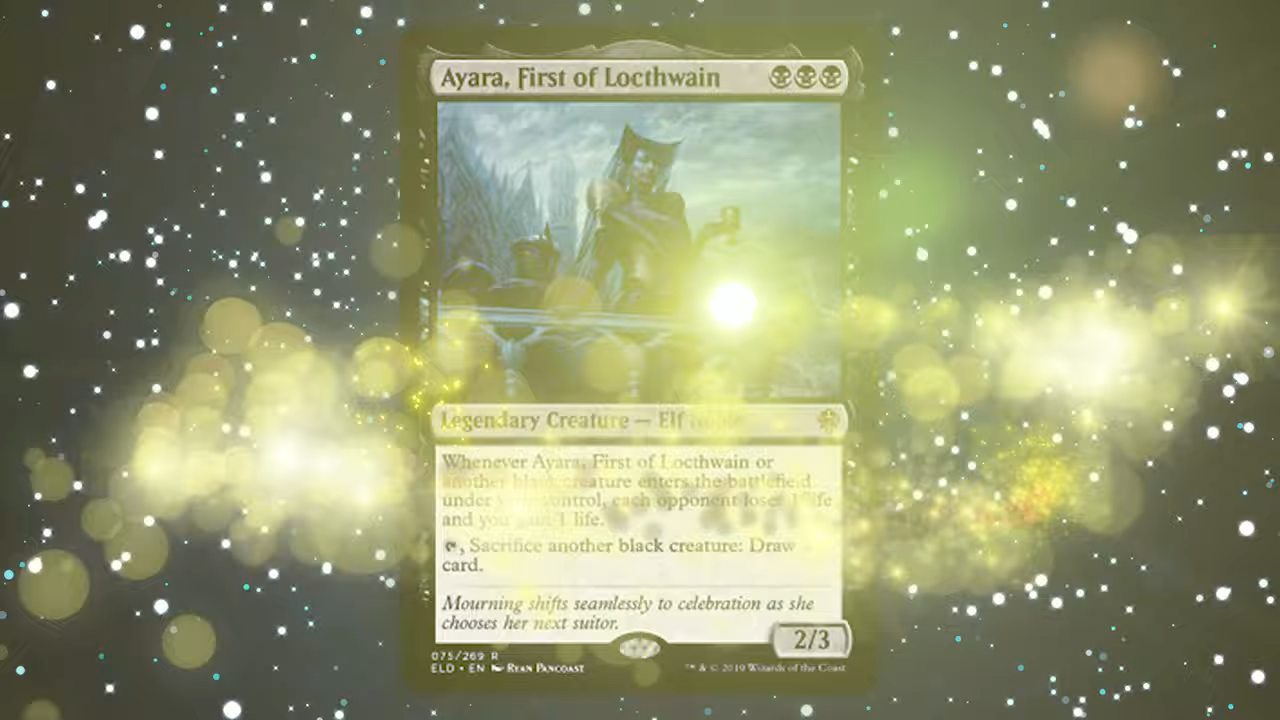 Ayara, First of Locthwain
Legendary Creature — Elf Noble
Whenever Ayara, First of Locthwain or
another black creature enters the battlefield
under your control, each opponent loses 1 life
and you gain 1 life.
, Sacrifice another black creature: Draw
card.
Mourning shifts seamlessly to celebration as she
chooses her next suitor.
2/3
075/269 R
ELD • EN Ryan Pancoast
™ & © 2019 Wizards of the Coast